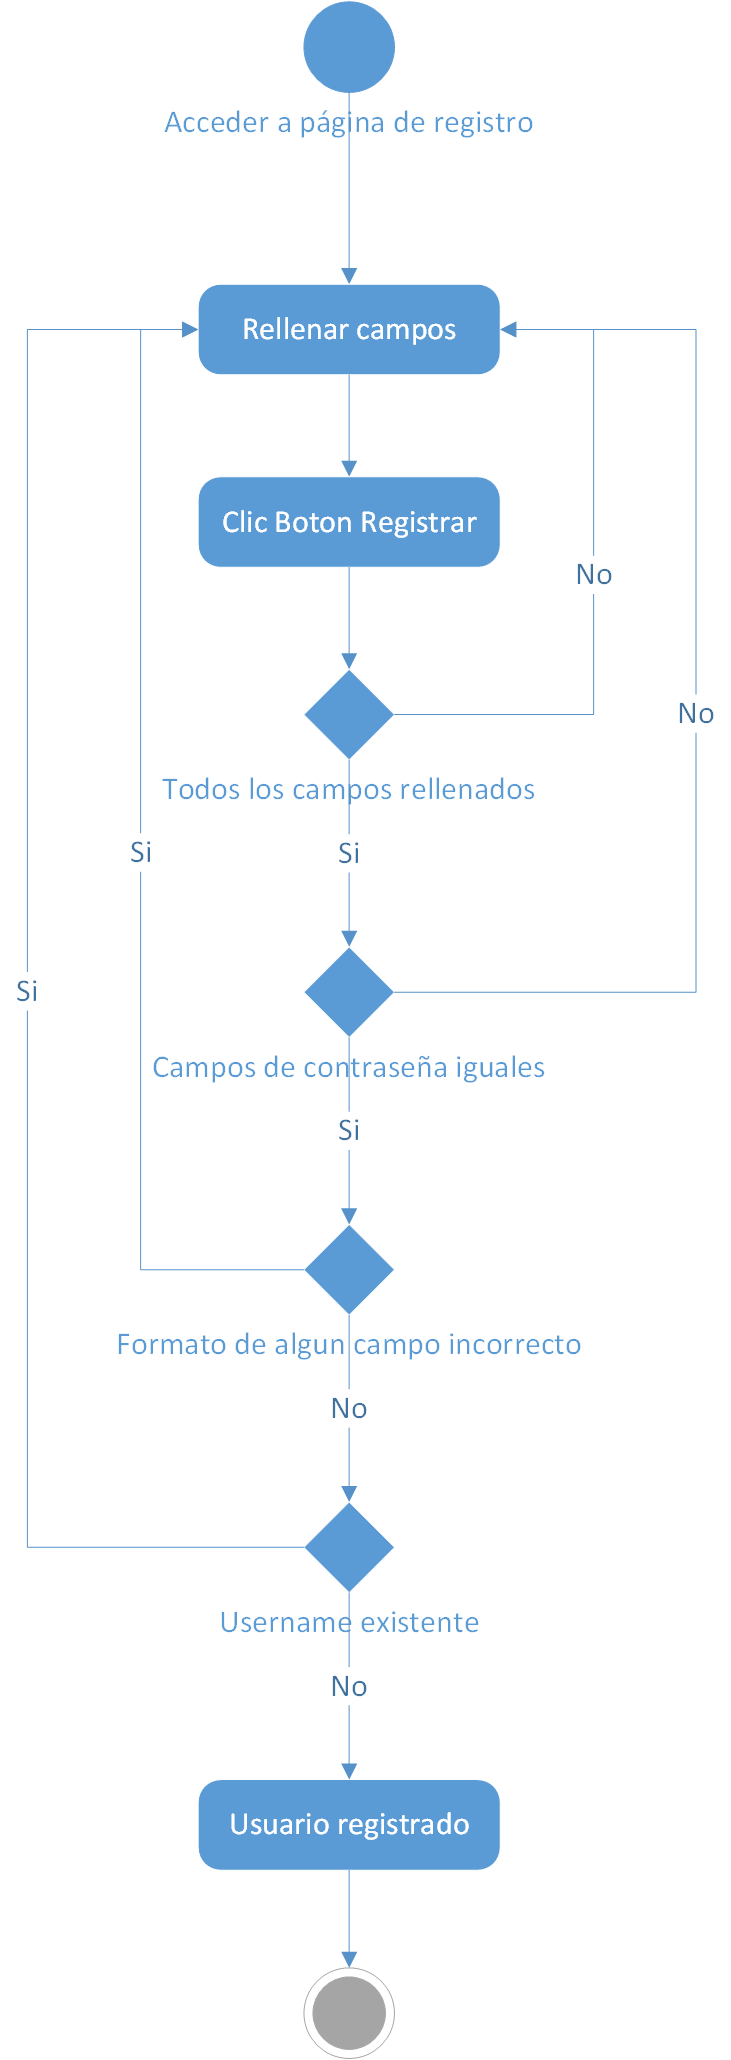 Acceder a página de registro
Rellenar campos
Clic Boton Registrar
No
No
Todos los campos rellenados
Si
Si
Si
Campos de contraseña iguales
Si
Formato de algun campo incorrecto
No
Username existente
No
Usuario registrado